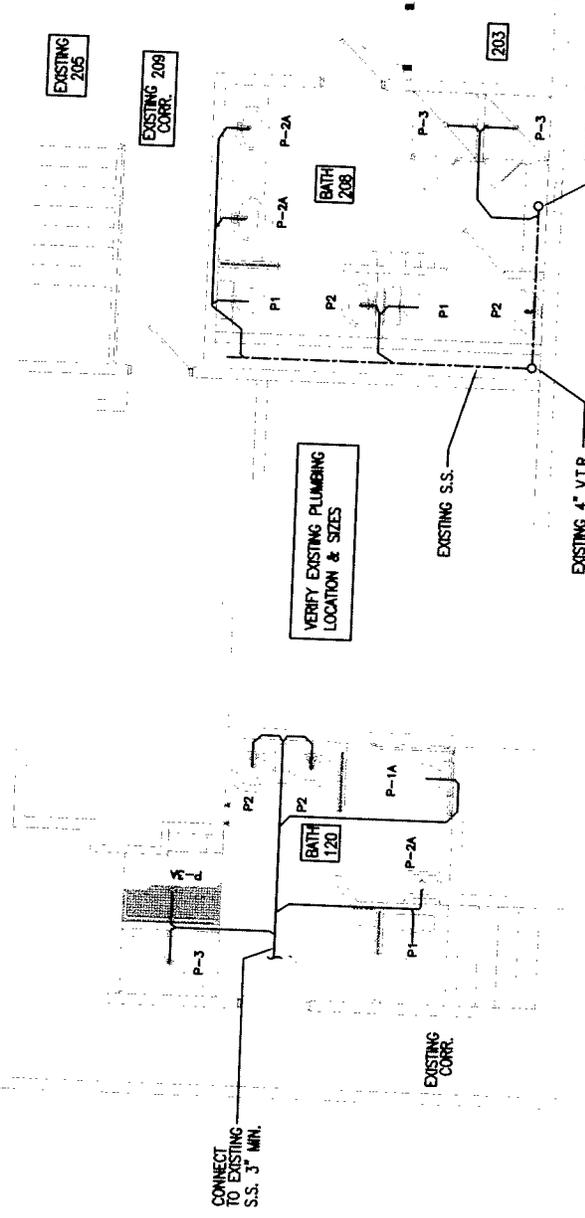 EXISTING
205
EXISTING 209
CORR.
203
P-2A
P-2A
BATH
208
P-3
P-3
P1
P2
P1
P2
VERIFY EXISTING PLUMBING
LOCATION & SIZES
EXISTING S.S.
EXISTING 4" V.T.R.
P-3A
P-3
P2
P2
BATH
120
P-1A
P-2A
P1
EXISTING
CORR.
CONNECT
TO EXISTING
S.S. 3" MIN.